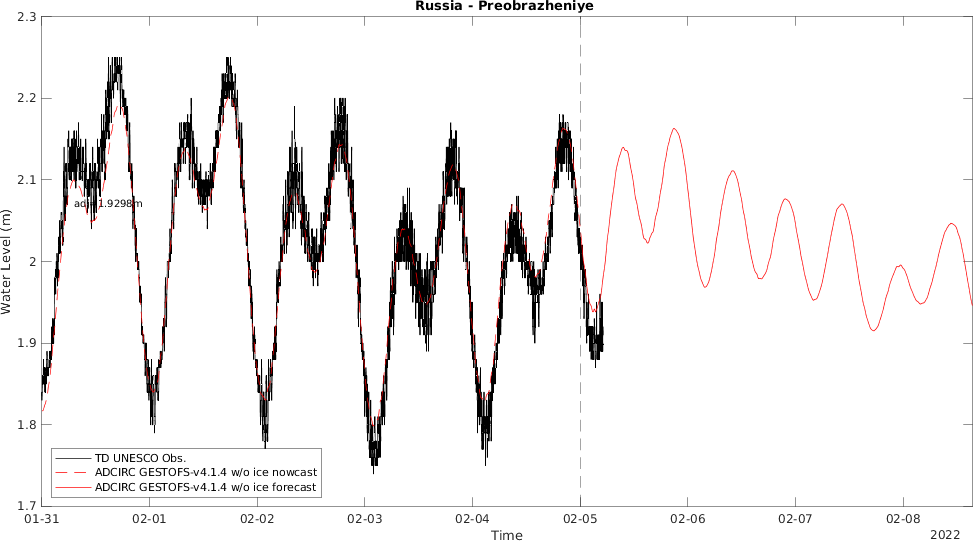 Russia - Preobrazheniye
2.3
2.2
2.1
2
1.9
1.8
1.7
Water Level (m)
adj= 1.9298m
TD UNESCO Obs.
ADCIRC GESTOFS-v4.1.4 w/o ice nowcast
ADCIRC GESTOFS-v4.1.4 w/o ice forecast
01-31 02-01 02-02 02-03 02-04 02-05 02-06 02-07 02-08
Time
2022